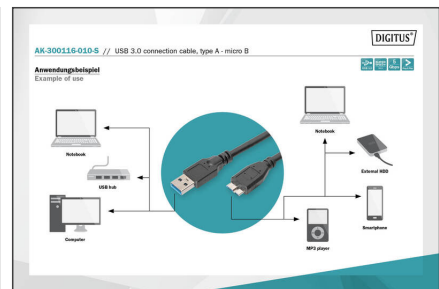 DIGITUS®
AK-300116-010-S // USB 3.0 connection cable, type A - micro B
Anwendungsbeispiel
Example of use
Notebook
USB hub
Computer
Notebook
External HDD
Smartphone
MP3 player